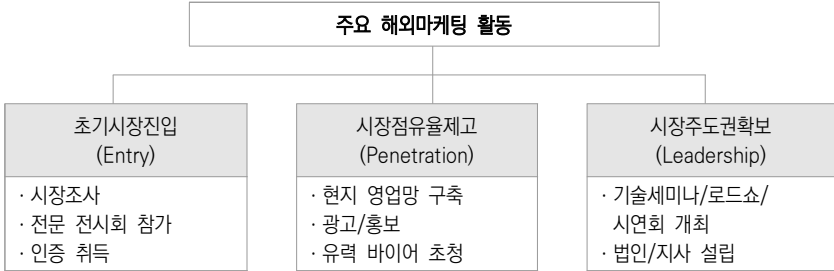 주요 해외마케팅 활동
초기시장진입
(Entry)
· 시장조사
· 전문 전시회 참가
· 인증 취득
시장점유율제고
(Penetration)
· 현지 영업망 구축
· 광고/홍보
· 유력 바이어 초청
시장주도권확보
(Leadership)
· 기술세미나/로드쇼/
시연회 개최
· 법인/지사 설립